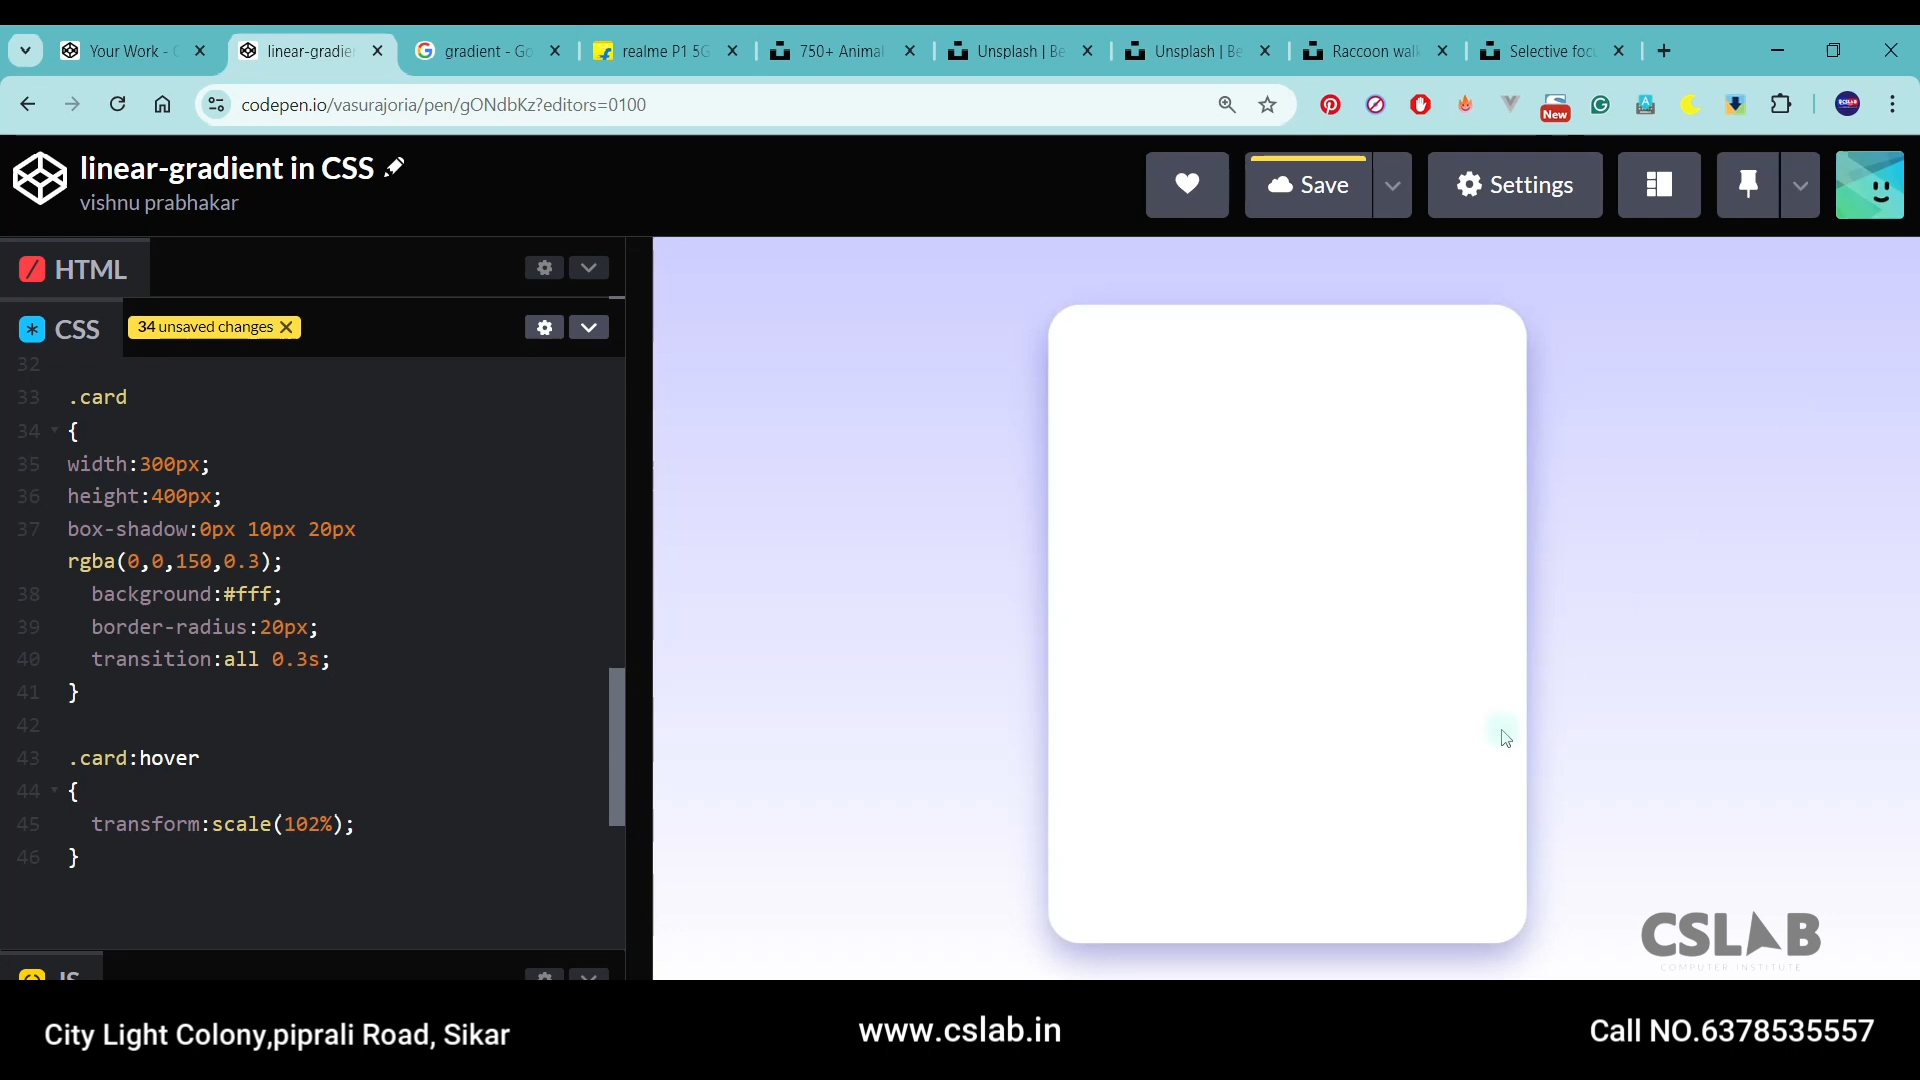 Your Work - C
linear-gradie
gradient - Go
realme P1 5G
750+ Animal
Unsplash | Be
Unsplash | Be
Raccoon walk
Selective focu
codepen.io/vasurajoria/pen/gONdbKz?editors=0100
New
linear-gradient in CSS
vishnu prabhakar
Save
Settings
HTML
CSS
34 unsaved changes
32
33 .card
34 {
35 width:300px;
36 height:400px;
37 box-shadow:0px 10px 20px
rgba(0,0,150,0.3);
38 background:#fff;
39 border-radius:20px;
40 transition:all 0.3s;
41 }
42
43 .card:hover
44 {
45 transform:scale(102%);
46 }
JS
CSLAB
COMPUTER INSTITUTE
City Light Colony,piprali Road, Sikar
www.cslab.in
Call NO.6378535557